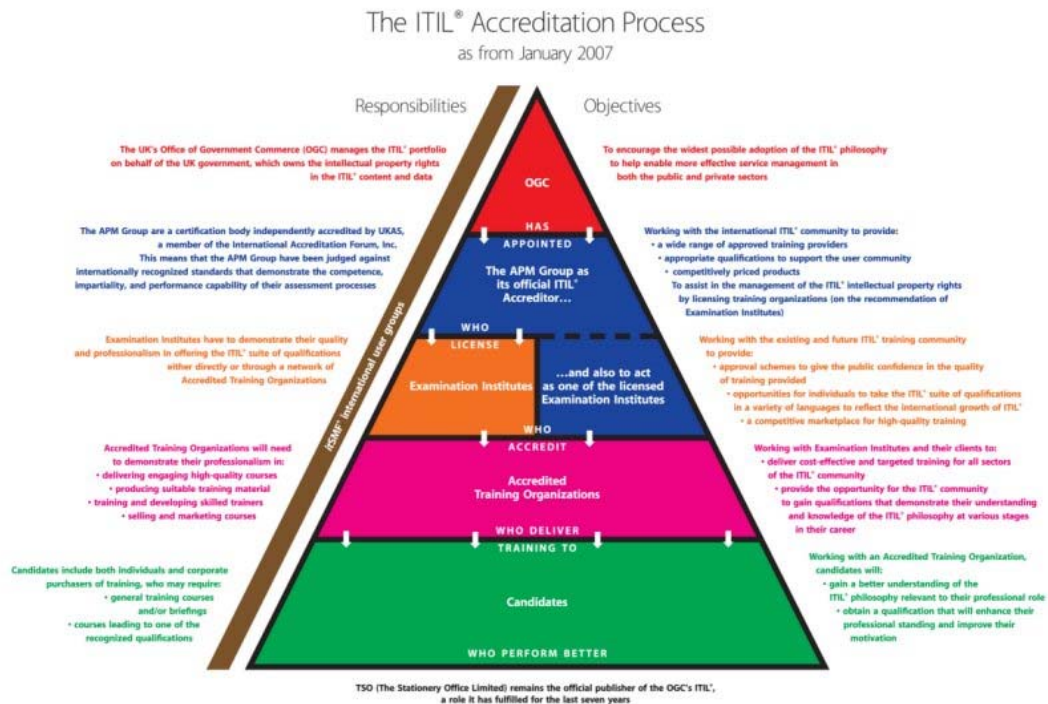 The ITIL® Accreditation Process
as from January 2007
Responsibilities
Objectives
The UK's Office of Government Commerce (OGC) manages the ITIL® portfolio
on behalf of the UK government, which owns the intellectual property rights
in the ITIL® content and data
OGC
To encourage the widest possible adoption of the ITIL® philosophy
to help enable more effective service management in
both the public and private sectors
HAS
APPOINTED
The APM Group are a certification body independently accredited by UKAS,
a member of the International Accreditation Forum, Inc.
This means that the APM Group have been judged against
internationally recognized standards that demonstrate the competence,
impartiality, and performance capability of their assessment processes
The APM Group as
its official ITIL®
Accreditor...
Working with the international ITIL® community to provide:
• a wide range of approved training providers
• appropriate qualifications to support the user community
• competitively priced products
To assist in the management of the ITIL® intellectual property rights
by licensing training organizations (on the recommendation of
Examination Institutes)
WHO
LICENSE
itSMF® international user groups
Examination Institutes have to demonstrate their quality
and professionalism in offering the ITIL® suite of qualifications
either directly or through a network of
Accredited Training Organizations
Examination Institutes
...and also to act
as one of the licensed
Examination Institutes
Working with the existing and future ITIL® training community
to provide:
• approval schemes to give the public confidence in the quality
of training provided
• opportunities for individuals to take the ITIL® suite of qualifications
in a variety of languages to reflect the international growth of ITIL®
• a competitive marketplace for high-quality training
WHO
ACCREDIT
Accredited Training Organizations will need
to demonstrate their professionalism in:
• delivering engaging high-quality courses
• producing suitable training material
• training and developing skilled trainers
• selling and marketing courses
Accredited
Training Organizations
Working with Examination Institutes and their clients to:
• deliver cost-effective and targeted training for all sectors
of the ITIL® community
• provide the opportunity for the ITIL® community
to gain qualifications that demonstrate their understanding
and knowledge of the ITIL® philosophy at various stages
in their career
WHO DELIVER
TRAINING TO
Candidates include both individuals and corporate
purchasers of training, who may require:
• general training courses
and/or briefings
• courses leading to one of the
recognized qualifications
Candidates
Working with an Accredited Training Organization,
candidates will:
• gain a better understanding of the
ITIL® philosophy relevant to their professional role
• obtain a qualification that will enhance their
professional standing and improve their
motivation
WHO PERFORM BETTER
TSO (The Stationery Office Limited) remains the official publisher of the OGC's ITIL®,
a role it has fulfilled for the last seven years